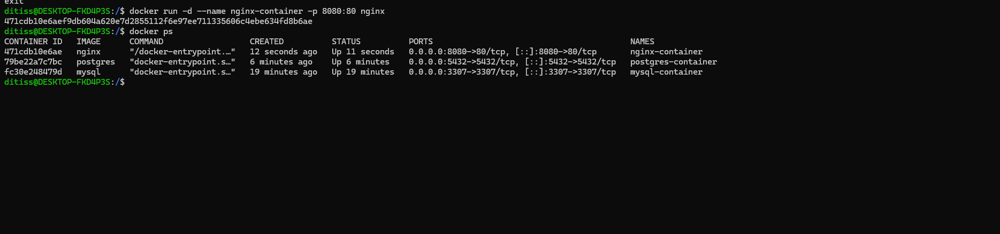 exit
ditiss@DESKTOP-FKD4P3S:/$ docker run -d --name nginx-container -p 8080:80 nginx
471cdb10e6aef9db604a620e7d2855112f6e97ee711335606c4ebe634fd8b6ae
ditiss@DESKTOP-FKD4P3S:/$ docker ps
CONTAINER ID   IMAGE      COMMAND                  CREATED          STATUS          PORTS                                         NAMES
471cdb10e6ae   nginx      "/docker-entrypoint.…"   12 seconds ago   Up 11 seconds   0.0.0.0:8080->80/tcp, [::]:8080->80/tcp       nginx-container
79be22a7c7bc   postgres   "docker-entrypoint.s…"   6 minutes ago    Up 6 minutes    0.0.0.0:5432->5432/tcp, [::]:5432->5432/tcp   postgres-container
fc30e248479d   mysql      "docker-entrypoint.s…"   19 minutes ago   Up 19 minutes   0.0.0.0:3307->3307/tcp, [::]:3307->3307/tcp   mysql-container
ditiss@DESKTOP-FKD4P3S:/$